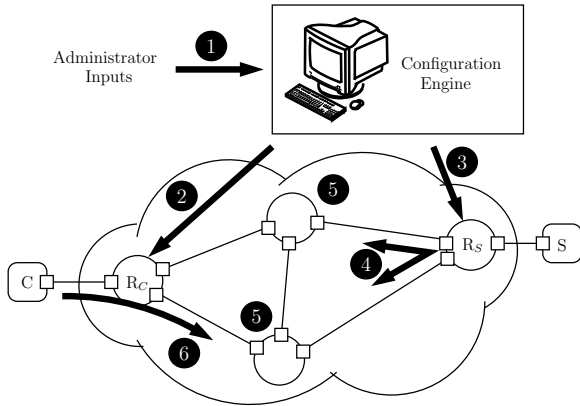 1
Administrator
Inputs
Configuration
Engine
3
2
5
R_S
S
4
C
R_C
5
6